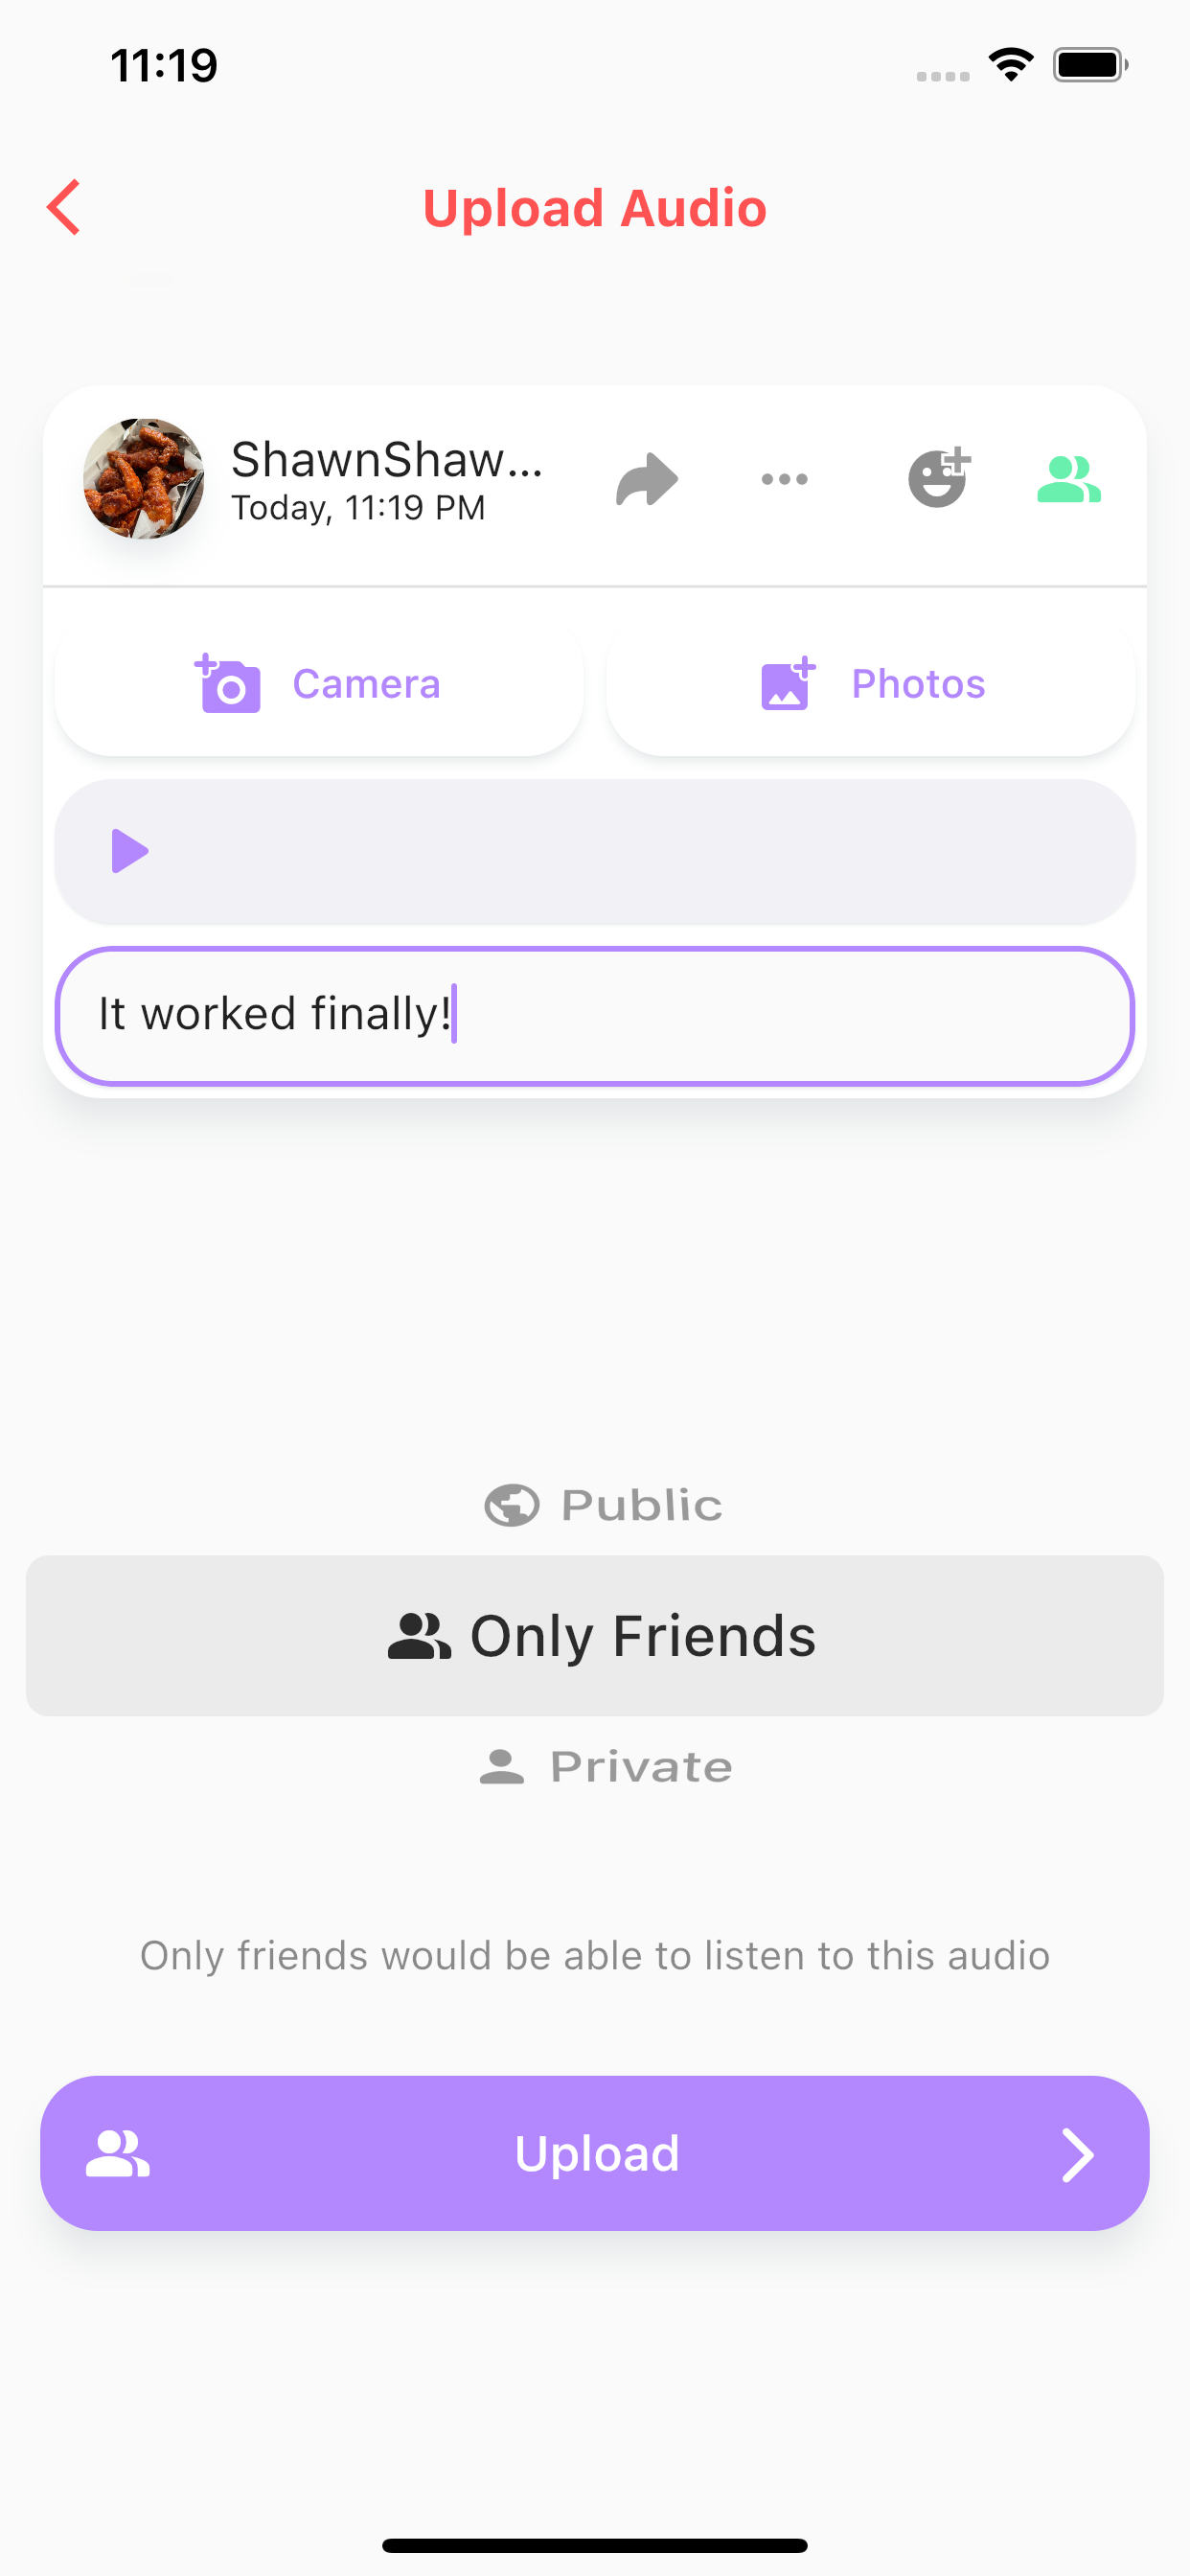 11:19
Upload Audio
ShawnShaw...
Today, 11:19 PM
Camera
Photos
It worked finally!
Public
Only Friends
Private
Only friends would be able to listen to this audio
Upload